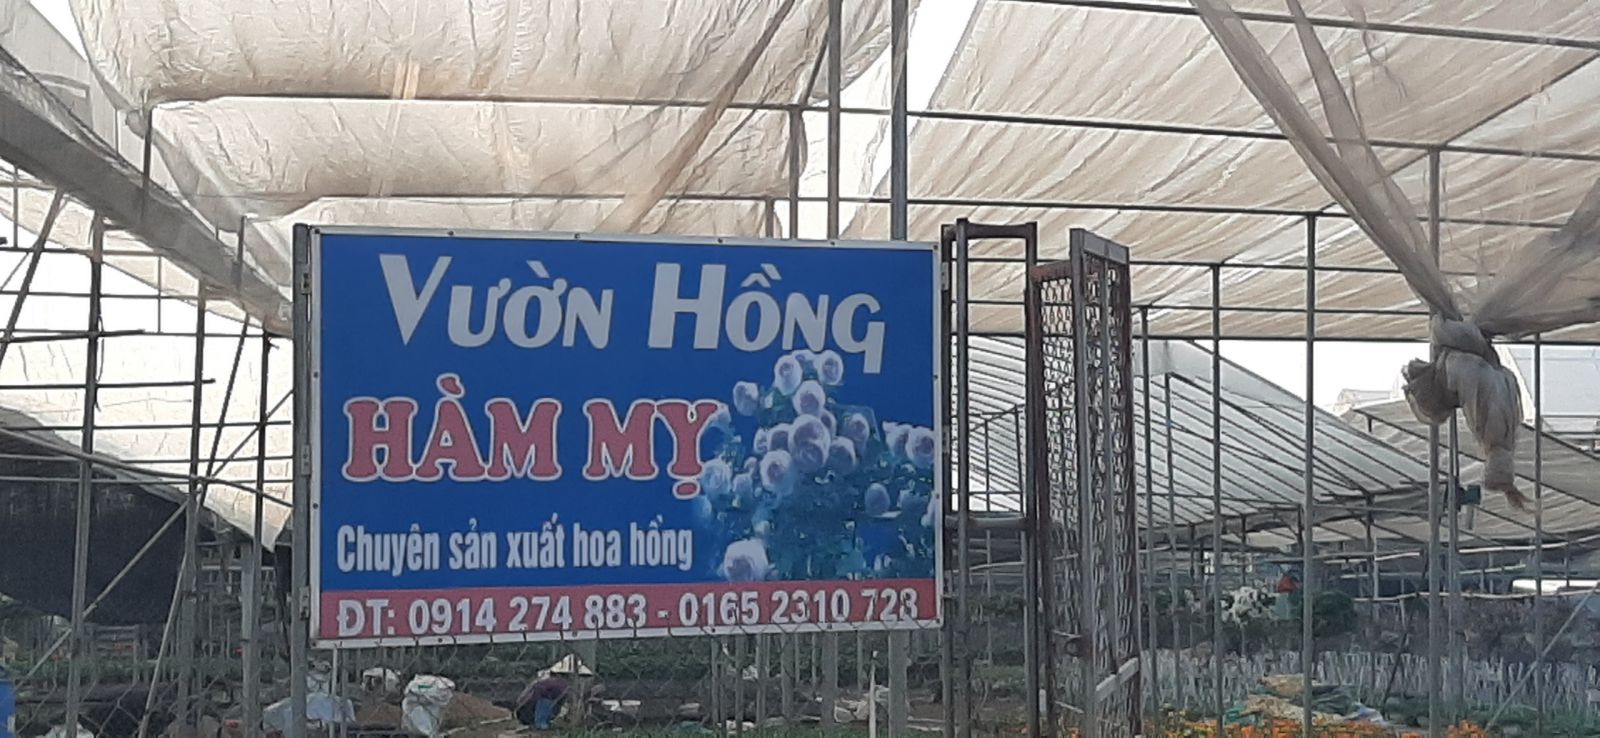 VƯỜN HỒNG
HÀM MỴ
Chuyên sản xuất hoa hồng
ĐT: 0914 274 883 - 0165 2310 728